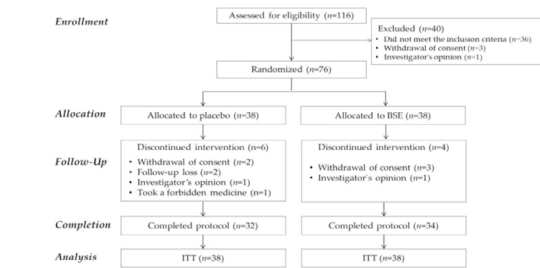 Enrollment
Assessed for eligibility (n=116)
Excluded (n=40)
• Did not meet the inclusion criteria (n=36)
• Withdrawal of consent (n=3)
• Investigator's opinion (n=1)
Randomized (n=76)
Allocation
Allocated to placebo (n=38)
Allocated to BSE (n=38)
Follow-Up
Discontinued intervention (n=6)
• Withdrawal of consent (n=2)
• Follow-up loss (n=2)
• Investigator's opinion (n=1)
• Took a forbidden medicine (n=1)
Discontinued intervention (n=4)
• Withdrawal of consent (n=3)
• Investigator's opinion (n=1)
Completion
Completed protocol (n=32)
Completed protocol (n=34)
Analysis
ITT (n=38)
ITT (n=38)